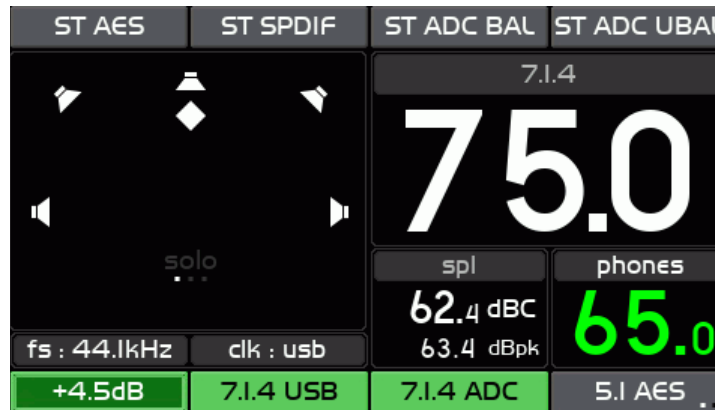 ST AES
ST SPDIF
ST ADC BAL
ST ADC UBAL
7.1.4
75.0
solo
spl
phones
62.4 dBC
63.4 dBpk
65.0
fs : 44.1kHz
clk : usb
+4.5dB
7.1.4 USB
7.1.4 ADC
5.1 AES